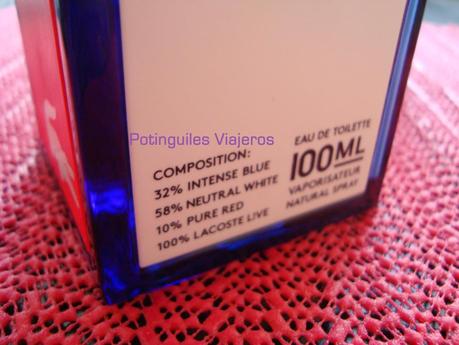 Potinguiles Viajeros
COMPOSITION:
32% INTENSE BLUE
58% NEUTRAL WHITE
10% PURE RED
100% LACOSTE LIVE
EAU DE TOILETTE
100ML
VAPORISATEUR
NATURAL SPRAY